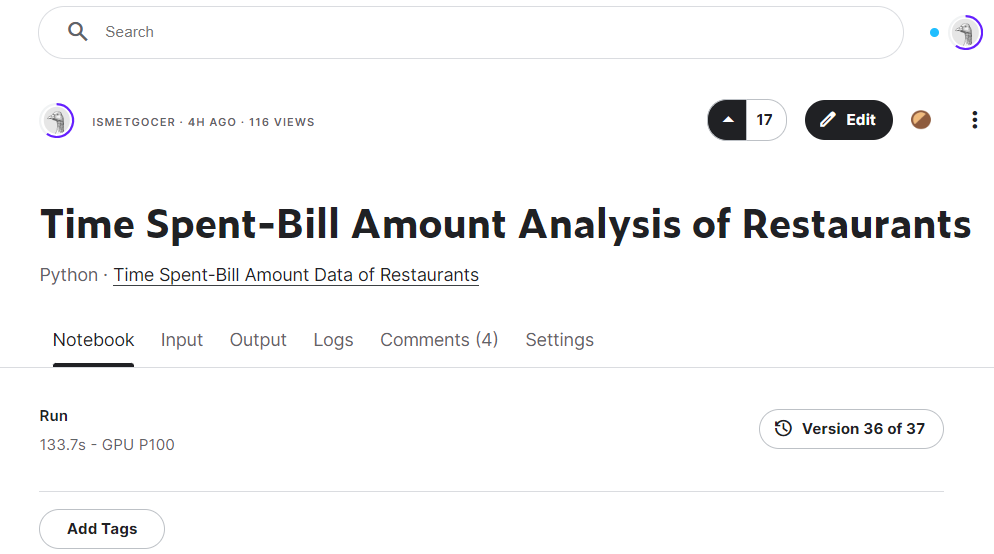 Search
ISMETGOCER · 4H AGO · 116 VIEWS
17
Edit
Time Spent-Bill Amount Analysis of Restaurants
Python · Time Spent-Bill Amount Data of Restaurants
Notebook Input Output Logs Comments (4) Settings
Run
133.7s - GPU P100
Version 36 of 37
Add Tags